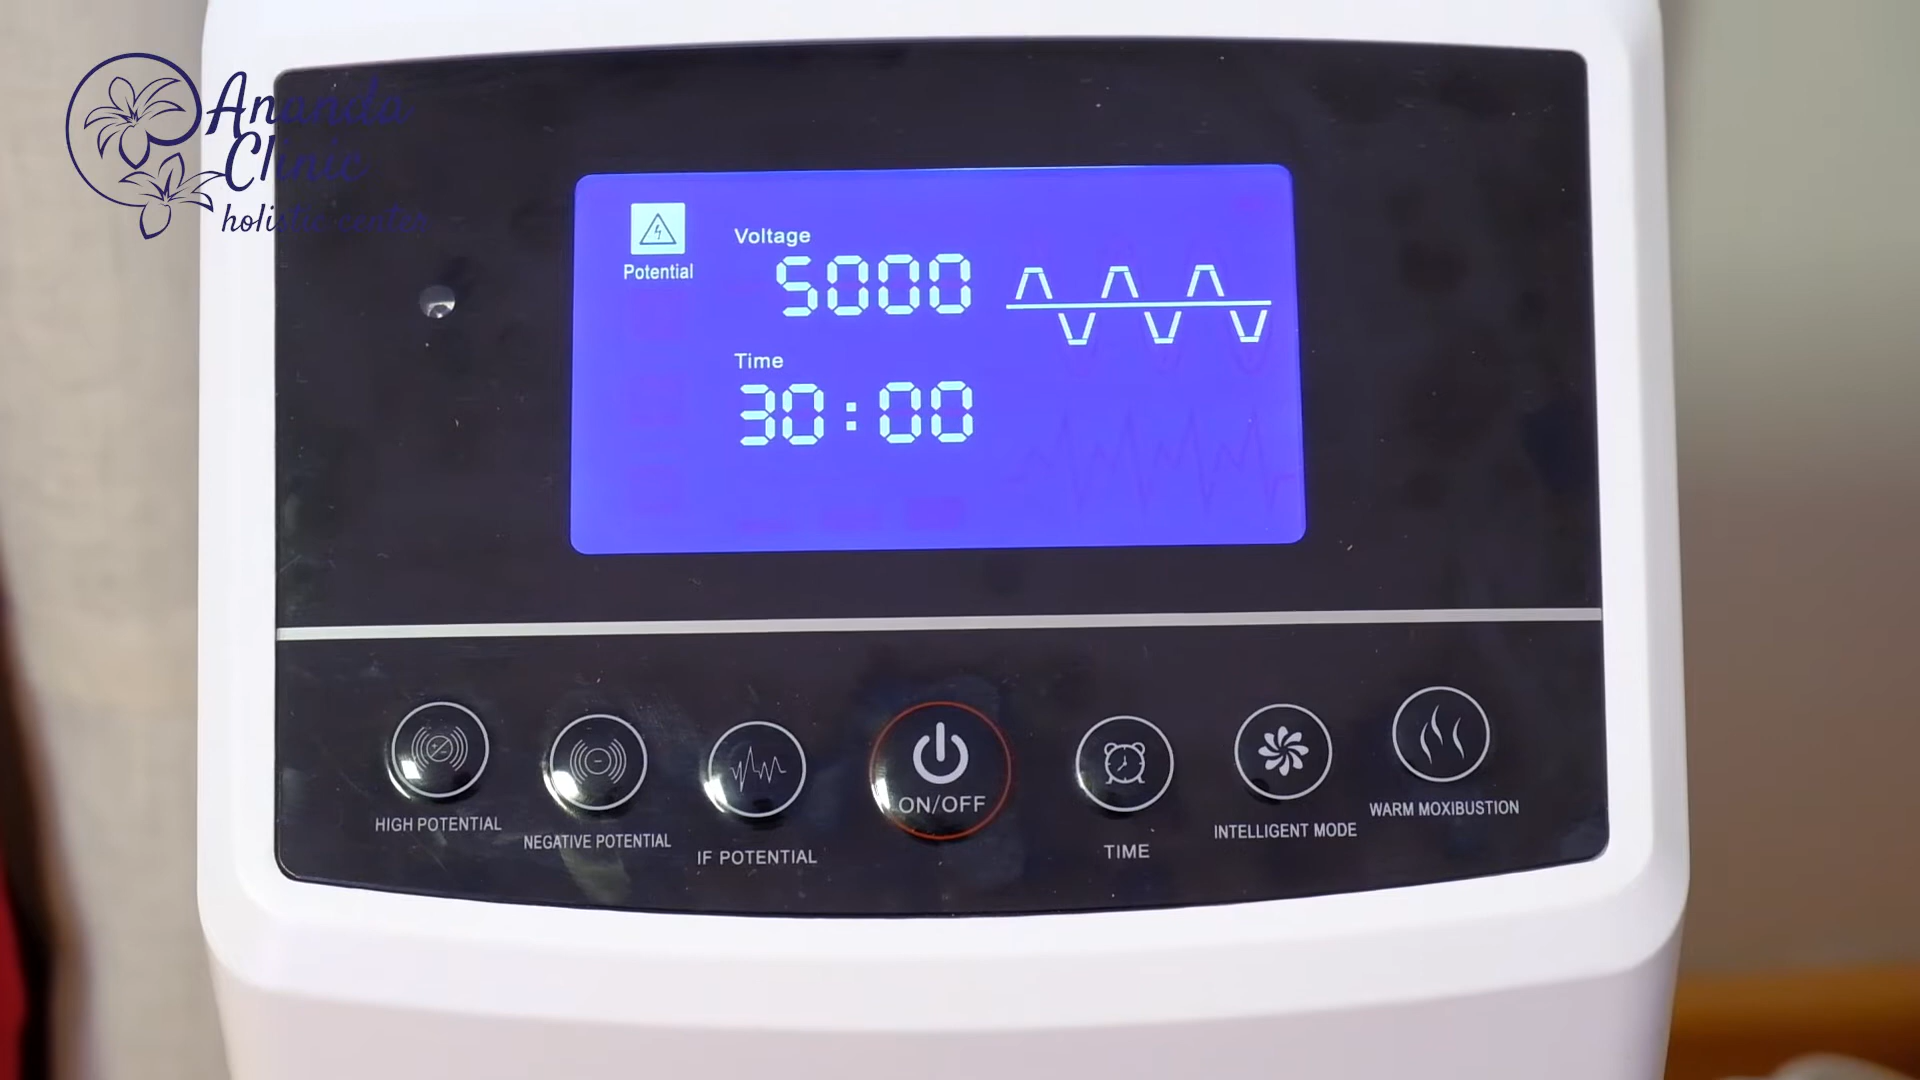 Ananda
Clinic
holistic center
Potential
Voltage
5000
Time
30:00
HIGH POTENTIAL
NEGATIVE POTENTIAL
IF POTENTIAL
ON/OFF
TIME
INTELLIGENT MODE
WARM MOXIBUSTION